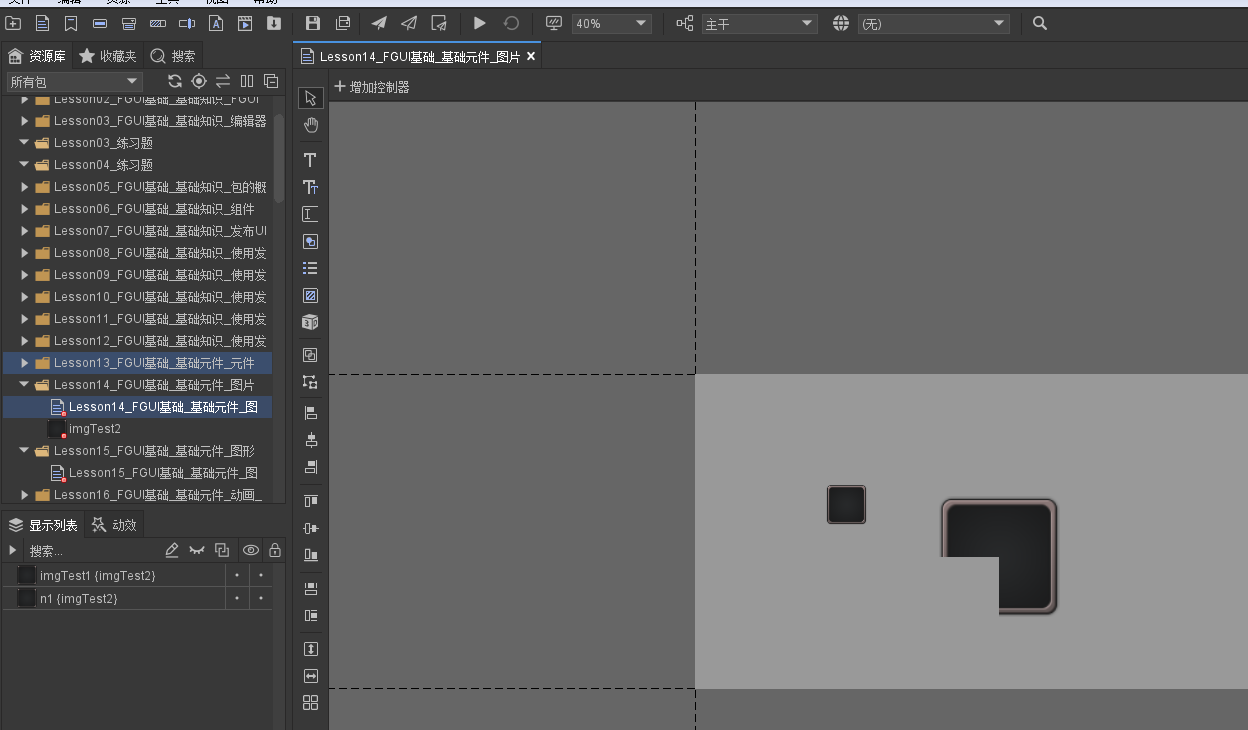 文件 编辑 资源 工具 视图 帮助
40% 主干 (无)
资源库 收藏夹 搜索
Lesson14_FGUI基础_基础元件_图片 ×
所有包
增加控制器
Lesson02_FGUI基础_基础知识_FGUI
Lesson03_FGUI基础_基础知识_编辑器
Lesson03_练习题
Lesson04_练习题
Lesson05_FGUI基础_基础知识_包的概
Lesson06_FGUI基础_基础知识_组件
Lesson07_FGUI基础_基础知识_发布UI
Lesson08_FGUI基础_基础知识_使用发
Lesson09_FGUI基础_基础知识_使用发
Lesson10_FGUI基础_基础知识_使用发
Lesson11_FGUI基础_基础知识_使用发
Lesson12_FGUI基础_基础知识_使用发
Lesson13_FGUI基础_基础元件_元件
Lesson14_FGUI基础_基础元件_图片
Lesson14_FGUI基础_基础元件_图
imgTest2
Lesson15_FGUI基础_基础元件_图形
Lesson15_FGUI基础_基础元件_图
Lesson16_FGUI基础_基础元件_动画_
显示列表 动效
搜索...
imgTest1 {imgTest2}
n1 {imgTest2}